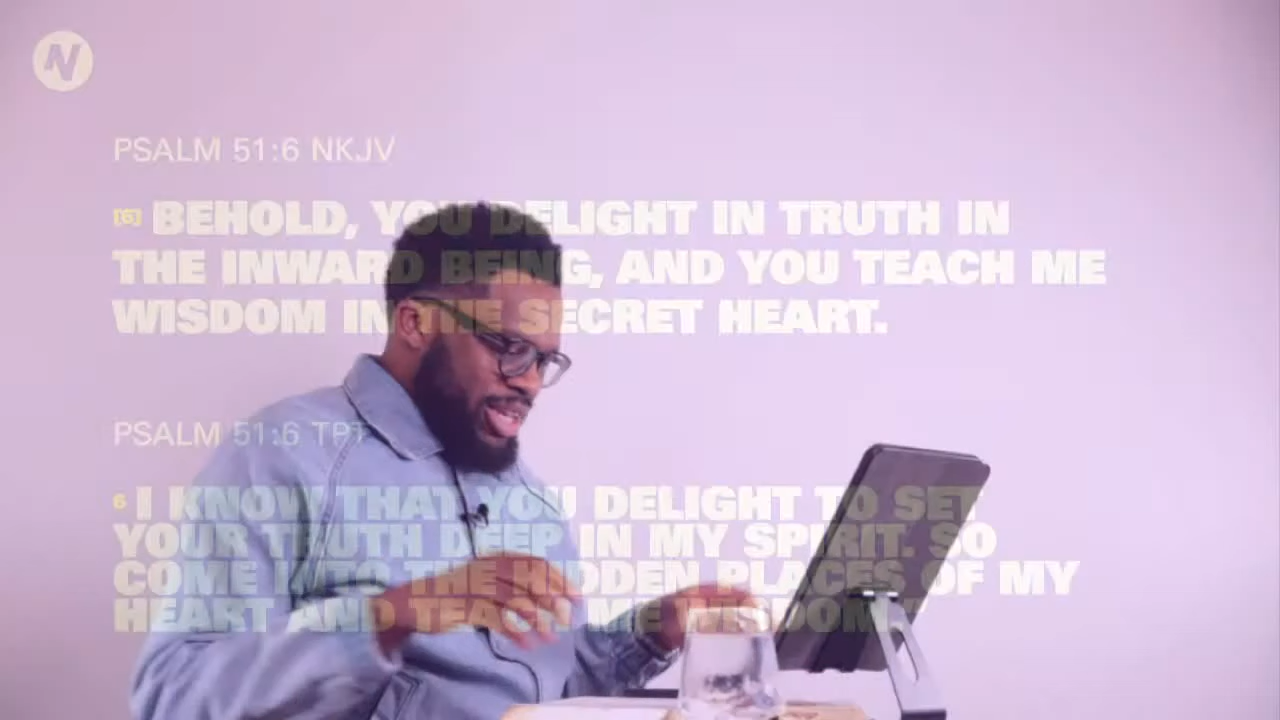 N
PSALM 51:6 NKJV
[6] BEHOLD, YOU DELIGHT IN TRUTH IN
THE INWARD BEING, AND YOU TEACH ME
WISDOM IN THE SECRET HEART.
PSALM 51:6 TPT
6 I KNOW THAT YOU DELIGHT TO SET
YOUR TRUTH DEEP IN MY SPIRIT. SO
COME INTO THE HIDDEN PLACES OF MY
HEART AND TEACH ME WISDOM.